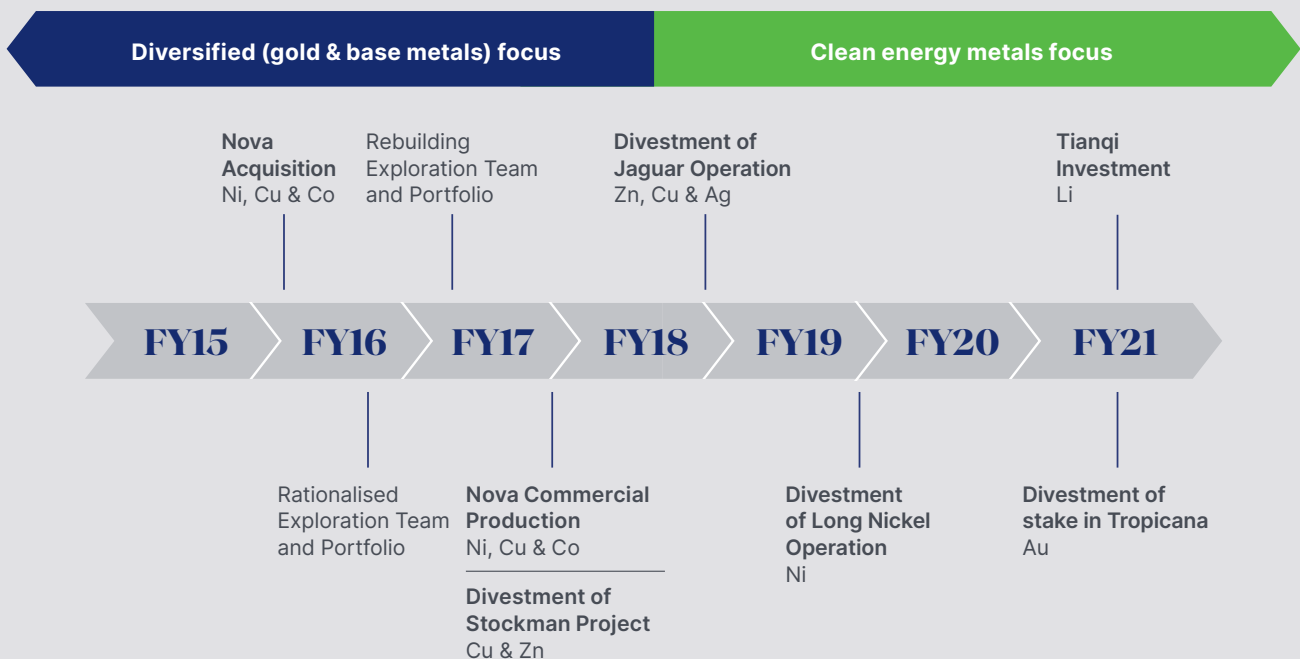 Diversified (gold & base metals) focus
Clean energy metals focus
Nova
Acquisition
Ni, Cu & Co
Rebuilding
Exploration Team
and Portfolio
Divestment of
Jaguar Operation
Zn, Cu & Ag
Tianqi
Investment
Li
FY15
FY16
FY17
FY18
FY19
FY20
FY21
Rationalised
Exploration Team
and Portfolio
Nova Commercial
Production
Ni, Cu & Co
Divestment of
Stockman Project
Cu & Zn
Divestment
of Long Nickel
Operation
Ni
Divestment of
stake in Tropicana
Au